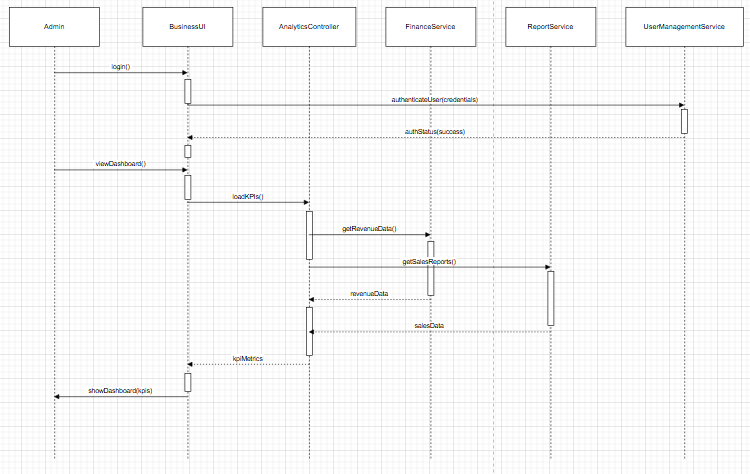 Admin
BusinessUI
AnalyticsController
FinanceService
ReportService
UserManagementService
login()
authenticateUser(credentials)
authStatus(success)
viewDashboard()
loadKPIs()
getRevenueData()
getSalesReports()
revenueData
salesData
kpiMetrics
showDashboard(kpis)